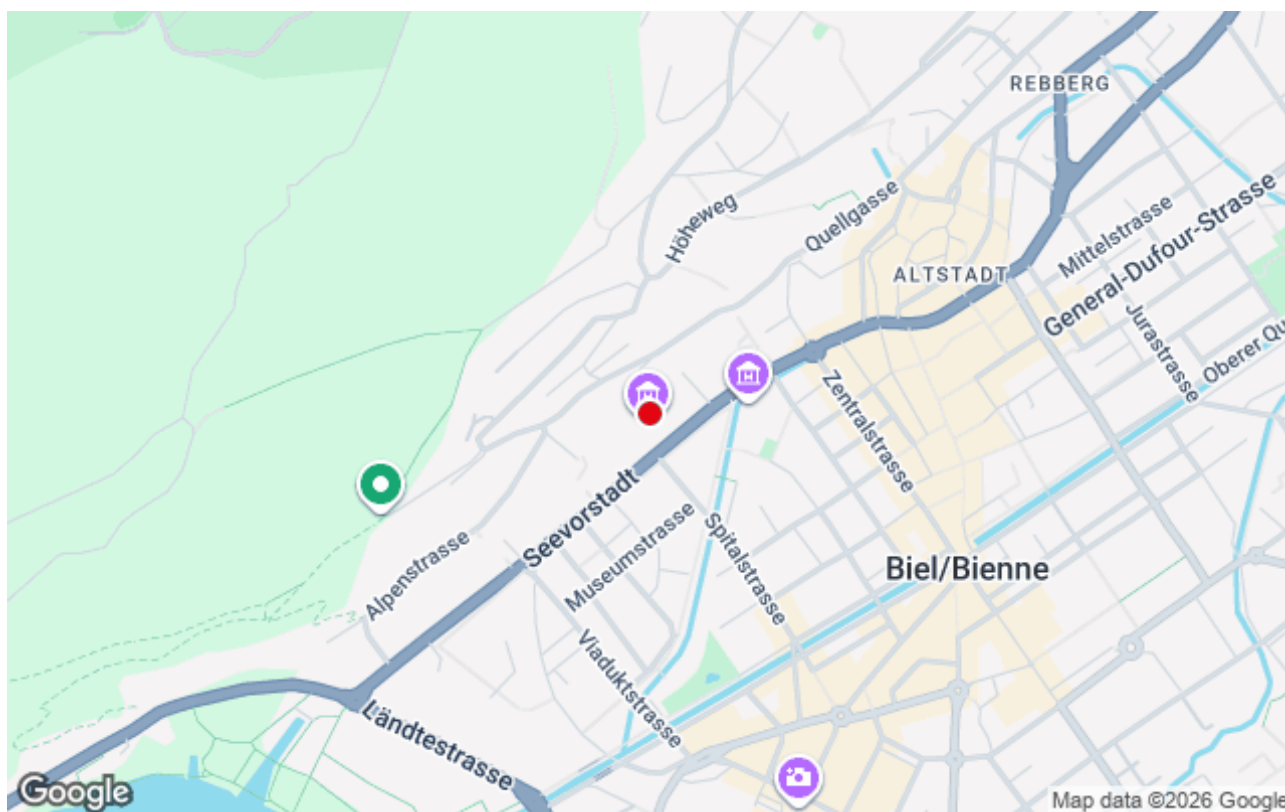 REBBERG
Höheweg
Quellgasse
Mittelstrasse
General-Dufour-Strasse
ALTSTADT
Jurastrasse
Oberer Qu
Zentralstrasse
Seevorstadt
Spitalstrasse
Museumstrasse
Alpenstrasse
Biel/Bienne
Viaduktstrasse
Ländtestrasse
Google
Map data ©2026 Google